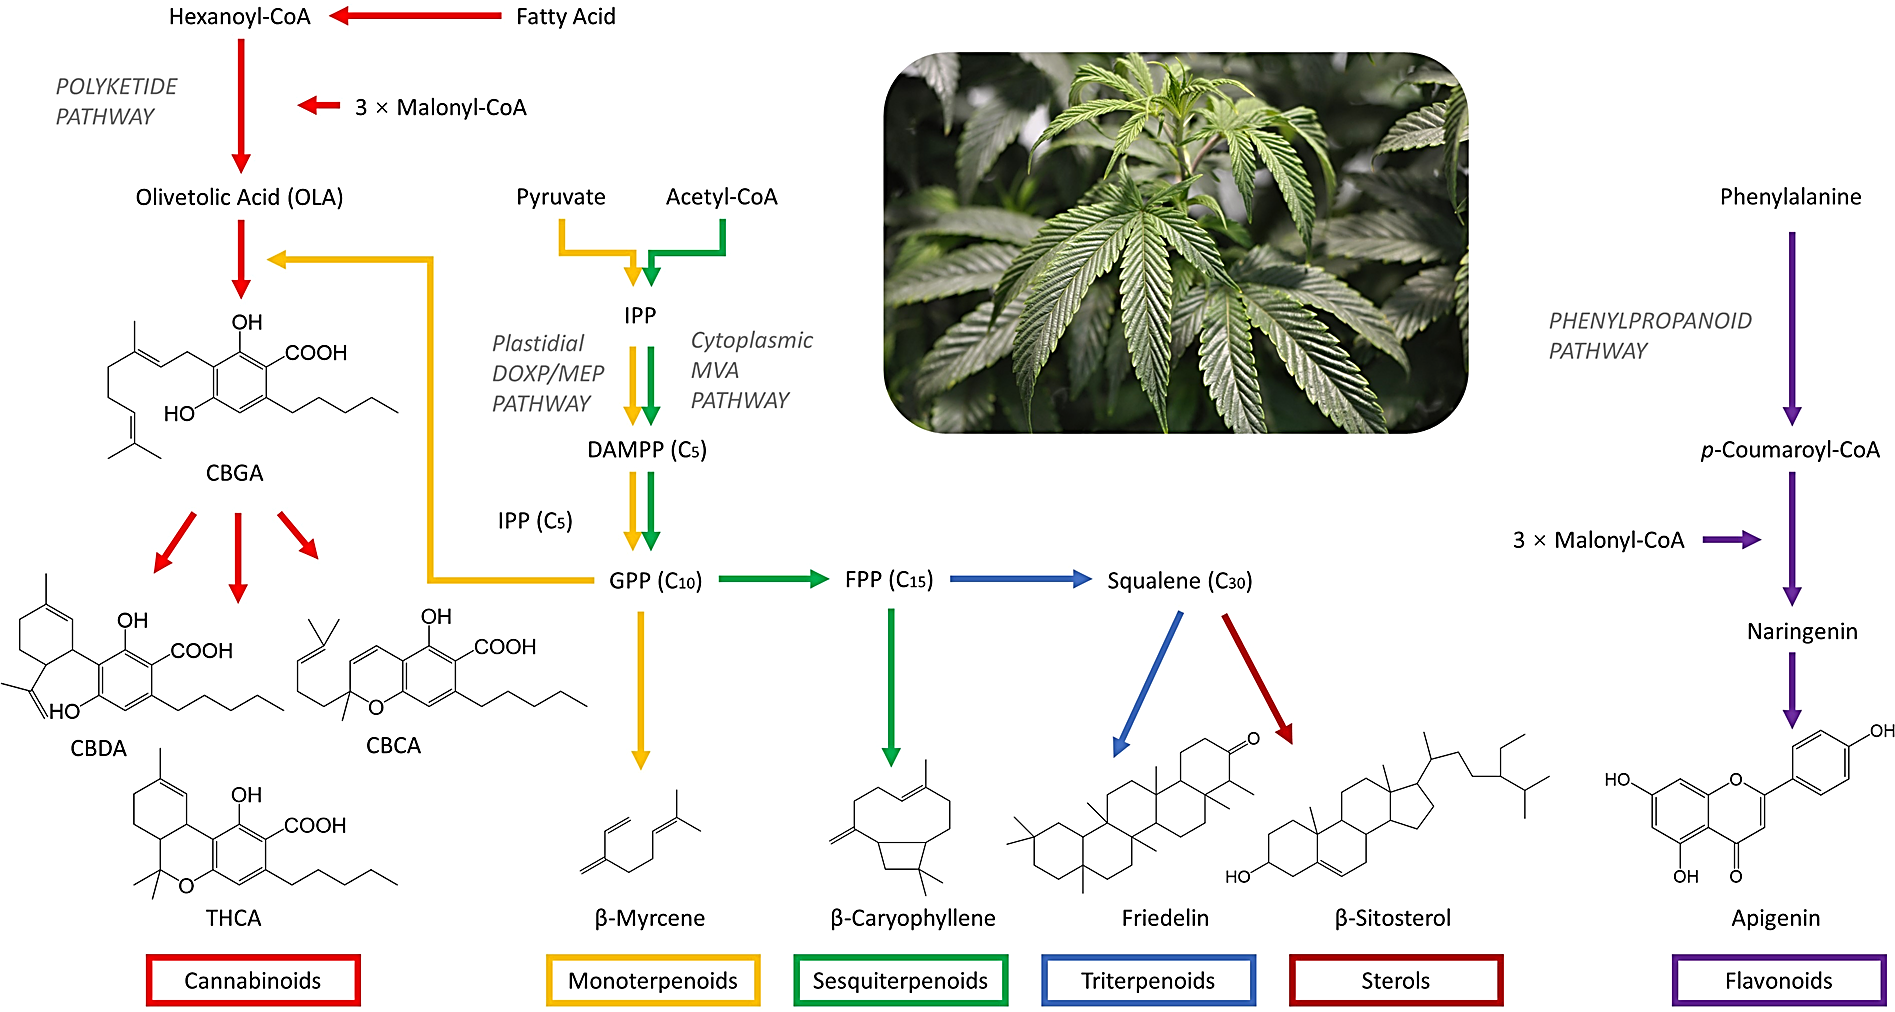 Hexanoyl-CoA
Fatty Acid
POLYKETIDE
PATHWAY
3 × Malonyl-CoA
Olivetolic Acid (OLA)
Pyruvate
Acetyl-CoA
Phenylalanine
IPP
Plastidial
DOXP/MEP
PATHWAY
Cytoplasmic
MVA
PATHWAY
PHENYLPROPANOID
PATHWAY
OH
COOH
HO
CBGA
DAMPP (C5)
p-Coumaroyl-CoA
IPP (C5)
3 × Malonyl-CoA
GPP (C10)
FPP (C15)
Squalene (C30)
Naringenin
OH
COOH
HO
CBDA
OH
COOH
O
CBCA
OH
COOH
O
THCA
β-Myrcene
β-Caryophyllene
O
Friedelin
HO
β-Sitosterol
OH
HO
O
OH
O
Apigenin
Cannabinoids
Monoterpenoids
Sesquiterpenoids
Triterpenoids
Sterols
Flavonoids